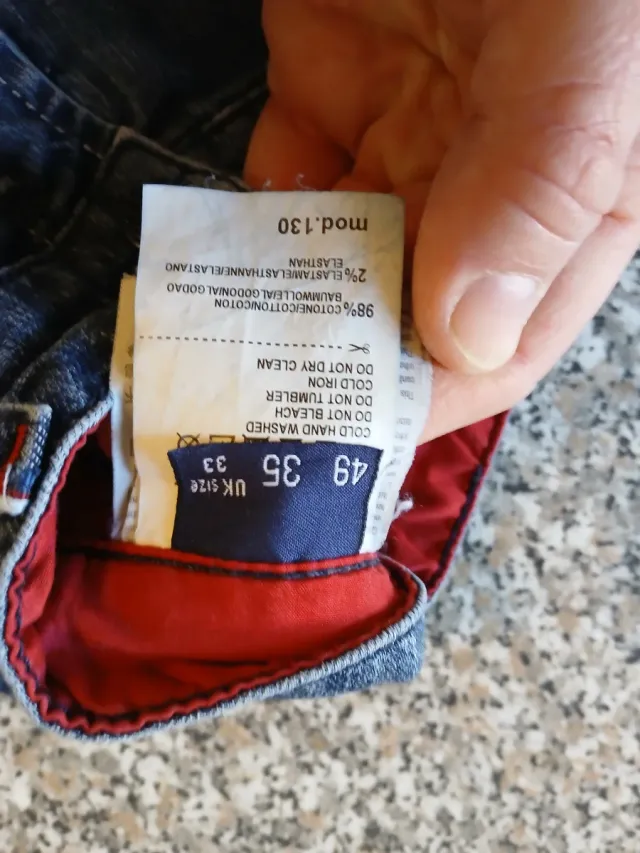 49 35 UK SIZE 33
COLD HAND WASHED
DO NOT BLEACH
DO NOT TUMBLER
COLD IRON
DO NOT DRY CLEAN
98% COTONE/COTTON/COTON
BAUMWOLLE/ALGODON/ALGODAO
2% ELASTAM/ELASTHANNE/ELASTANO
ELASTHAN
mod.130